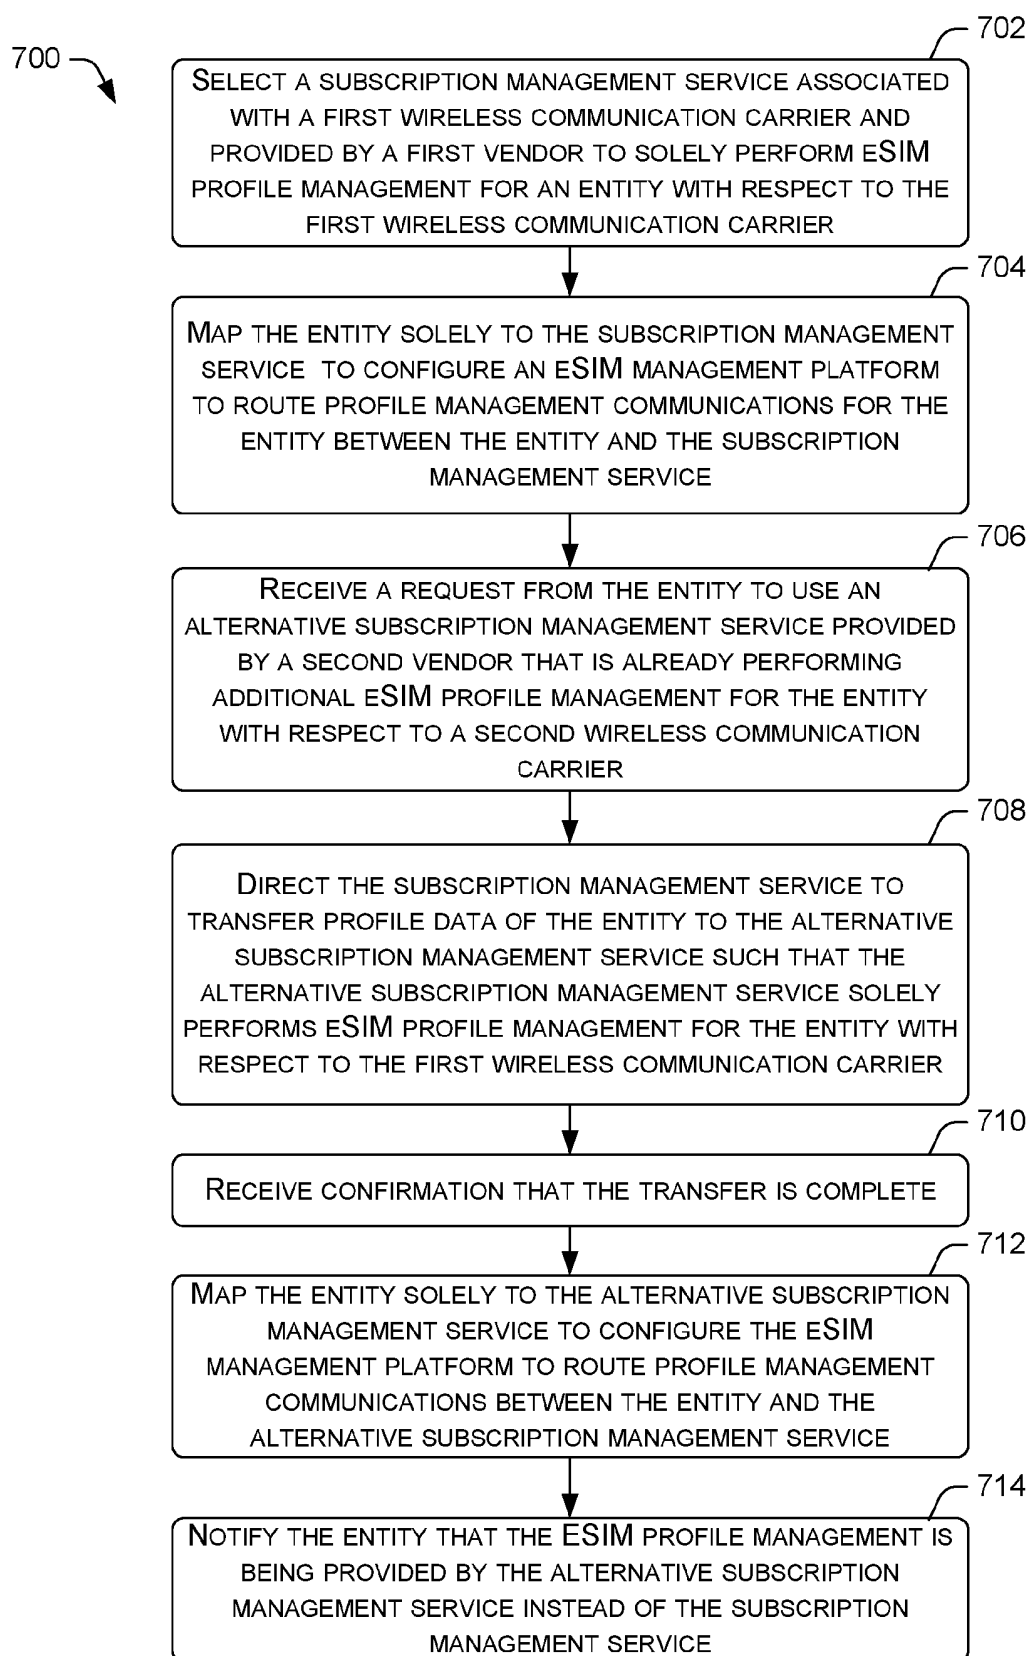 700
702
SELECT A SUBSCRIPTION MANAGEMENT SERVICE ASSOCIATED
WITH A FIRST WIRELESS COMMUNICATION CARRIER AND
PROVIDED BY A FIRST VENDOR TO SOLELY PERFORM ESIM
PROFILE MANAGEMENT FOR AN ENTITY WITH RESPECT TO THE
FIRST WIRELESS COMMUNICATION CARRIER
704
MAP THE ENTITY SOLELY TO THE SUBSCRIPTION MANAGEMENT
SERVICE TO CONFIGURE AN ESIM MANAGEMENT PLATFORM
TO ROUTE PROFILE MANAGEMENT COMMUNICATIONS FOR THE
ENTITY BETWEEN THE ENTITY AND THE SUBSCRIPTION
MANAGEMENT SERVICE
706
RECEIVE A REQUEST FROM THE ENTITY TO USE AN
ALTERNATIVE SUBSCRIPTION MANAGEMENT SERVICE PROVIDED
BY A SECOND VENDOR THAT IS ALREADY PERFORMING
ADDITIONAL ESIM PROFILE MANAGEMENT FOR THE ENTITY
WITH RESPECT TO A SECOND WIRELESS COMMUNICATION
CARRIER
708
DIRECT THE SUBSCRIPTION MANAGEMENT SERVICE TO
TRANSFER PROFILE DATA OF THE ENTITY TO THE ALTERNATIVE
SUBSCRIPTION MANAGEMENT SERVICE SUCH THAT THE
ALTERNATIVE SUBSCRIPTION MANAGEMENT SERVICE SOLELY
PERFORMS ESIM PROFILE MANAGEMENT FOR THE ENTITY WITH
RESPECT TO THE FIRST WIRELESS COMMUNICATION CARRIER
710
RECEIVE CONFIRMATION THAT THE TRANSFER IS COMPLETE
712
MAP THE ENTITY SOLELY TO THE ALTERNATIVE SUBSCRIPTION
MANAGEMENT SERVICE TO CONFIGURE THE ESIM
MANAGEMENT PLATFORM TO ROUTE PROFILE MANAGEMENT
COMMUNICATIONS BETWEEN THE ENTITY AND THE
ALTERNATIVE SUBSCRIPTION MANAGEMENT SERVICE
714
NOTIFY THE ENTITY THAT THE ESIM PROFILE MANAGEMENT IS
BEING PROVIDED BY THE ALTERNATIVE SUBSCRIPTION
MANAGEMENT SERVICE INSTEAD OF THE SUBSCRIPTION
MANAGEMENT SERVICE